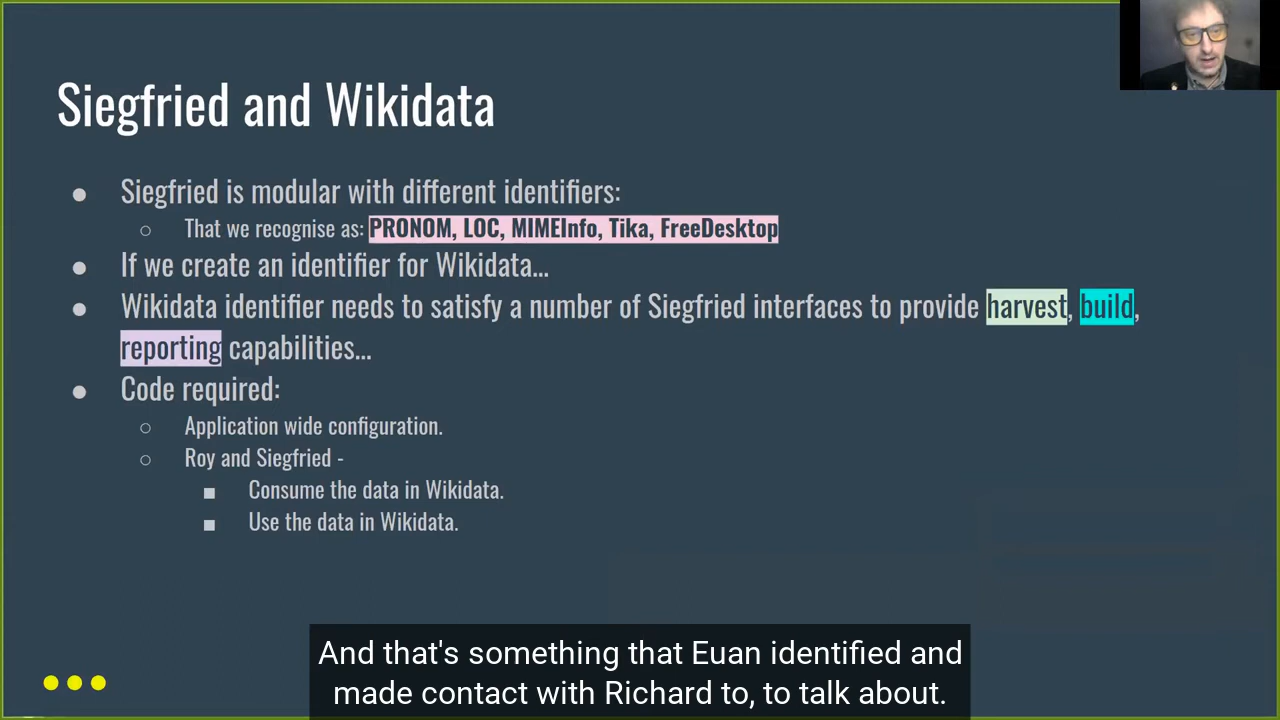 Siegfried and Wikidata
● Siegfried is modular with different identifiers:
○ That we recognise as: PRONOM, LOC, MIMEInfo, Tika, FreeDesktop
● If we create an identifier for Wikidata...
● Wikidata identifier needs to satisfy a number of Siegfried interfaces to provide harvest, build,
reporting capabilities...
● Code required:
○ Application wide configuration.
○ Roy and Siegfried -
■ Consume the data in Wikidata.
■ Use the data in Wikidata.
And that's something that Euan identified and
made contact with Richard to, to talk about.